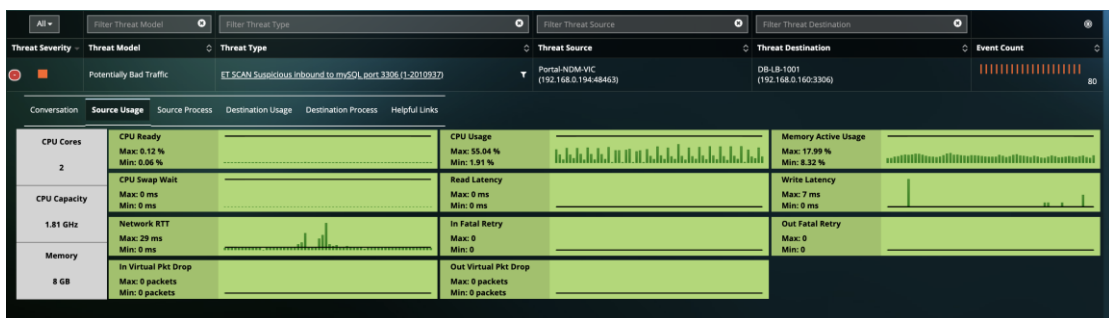 All
Filter Threat Model
Filter Threat Type
Filter Threat Source
Filter Threat Destination
Threat Severity
Threat Model
Threat Type
Threat Source
Threat Destination
Event Count
Potentially Bad Traffic
ET SCAN Suspicious inbound to mySQL port 3306 (1-2010937)
Portal-NDM-VIC
(192.168.0.194:48463)
DB-LB-1001
(192.168.0.160:3306)
80
Conversation
Source Usage
Source Process
Destination Usage
Destination Process
Helpful Links
CPU Cores
2
CPU Capacity
1.81 GHz
Memory
8 GB
CPU Ready
Max: 0.12 %
Min: 0.06 %
CPU Usage
Max: 55.04 %
Min: 1.91 %
Memory Active Usage
Max: 17.99 %
Min: 8.32 %
CPU Swap Wait
Max: 0 ms
Min: 0 ms
Read Latency
Max: 0 ms
Min: 0 ms
Write Latency
Max: 7 ms
Min: 0 ms
Network RTT
Max: 29 ms
Min: 0 ms
In Fatal Retry
Max: 0
Min: 0
Out Fatal Retry
Max: 0
Min: 0
In Virtual Pkt Drop
Max: 0 packets
Min: 0 packets
Out Virtual Pkt Drop
Max: 0 packets
Min: 0 packets